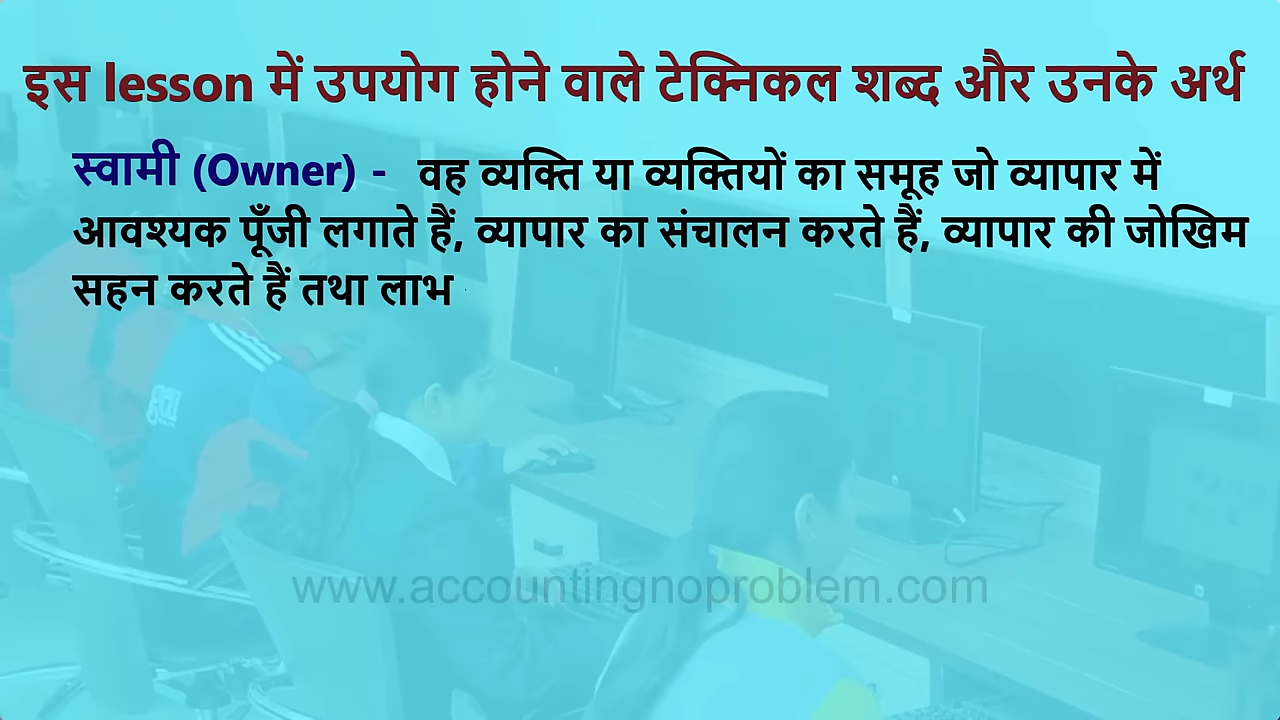 इस lesson में उपयोग होने वाले टेक्निकल शब्द और उनके अर्थ
स्वामी (Owner) - वह व्यक्ति या व्यक्तियों का समूह जो व्यापार में
आवश्यक पूँजी लगाते हैं, व्यापार का संचालन करते हैं, व्यापार की जोखिम
सहन करते हैं तथा लाभ
www.accountingnoproblem.com